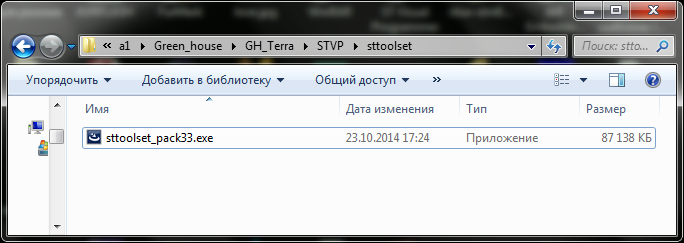 « a1 ▸ Green_house ▸ GH_Terra ▸ STVP ▸ sttoolset
Поиск: stto...
Упорядочить Добавить в библиотеку Общий доступ »
Имя Дата изменения Тип Размер
sttoolset_pack33.exe 23.10.2014 17:24 Приложение 87 138 КБ